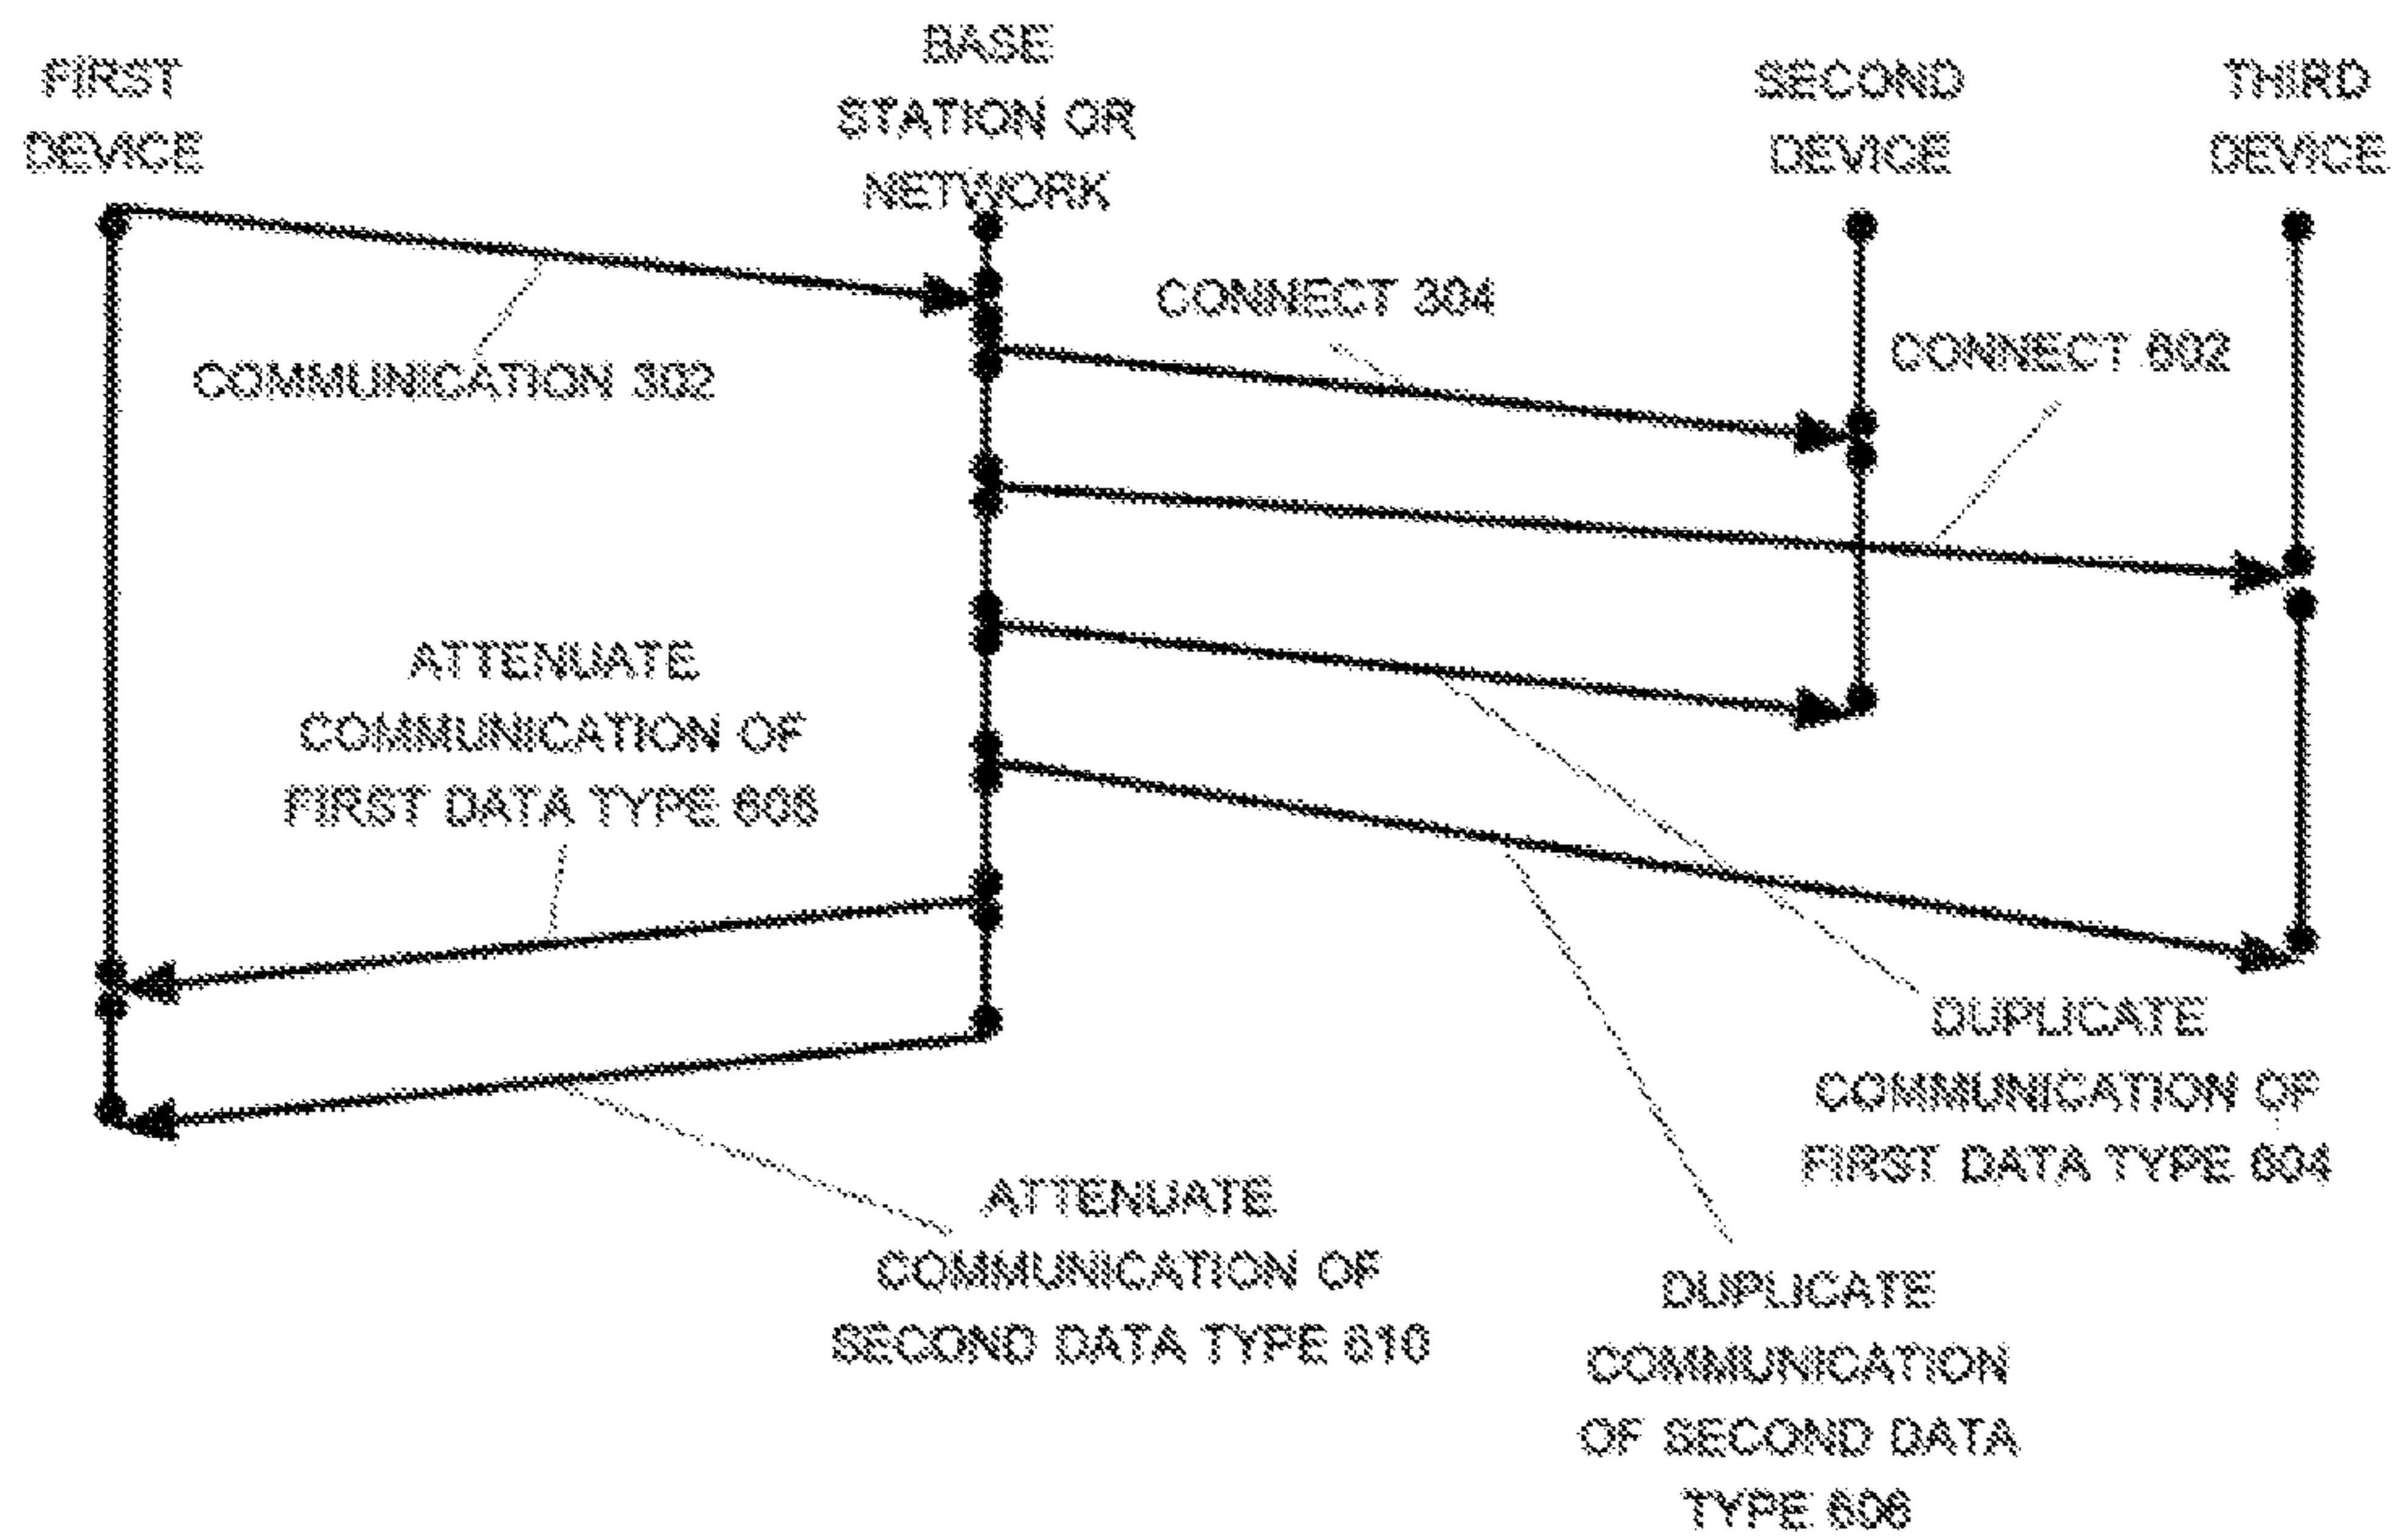 FIRST
DEVICE
BASE
STATION OR
NETWORK
SECOND
DEVICE
THIRD
DEVICE
CONNECT 304
CONNECT 602
COMMUNICATION 302
ATTENUATE
COMMUNICATION OF
FIRST DATA TYPE 608
DUPLICATE
COMMUNICATION OF
FIRST DATA TYPE 604
ATTENUATE
COMMUNICATION OF
SECOND DATA TYPE 610
DUPLICATE
COMMUNICATION
OF SECOND DATA
TYPE 606